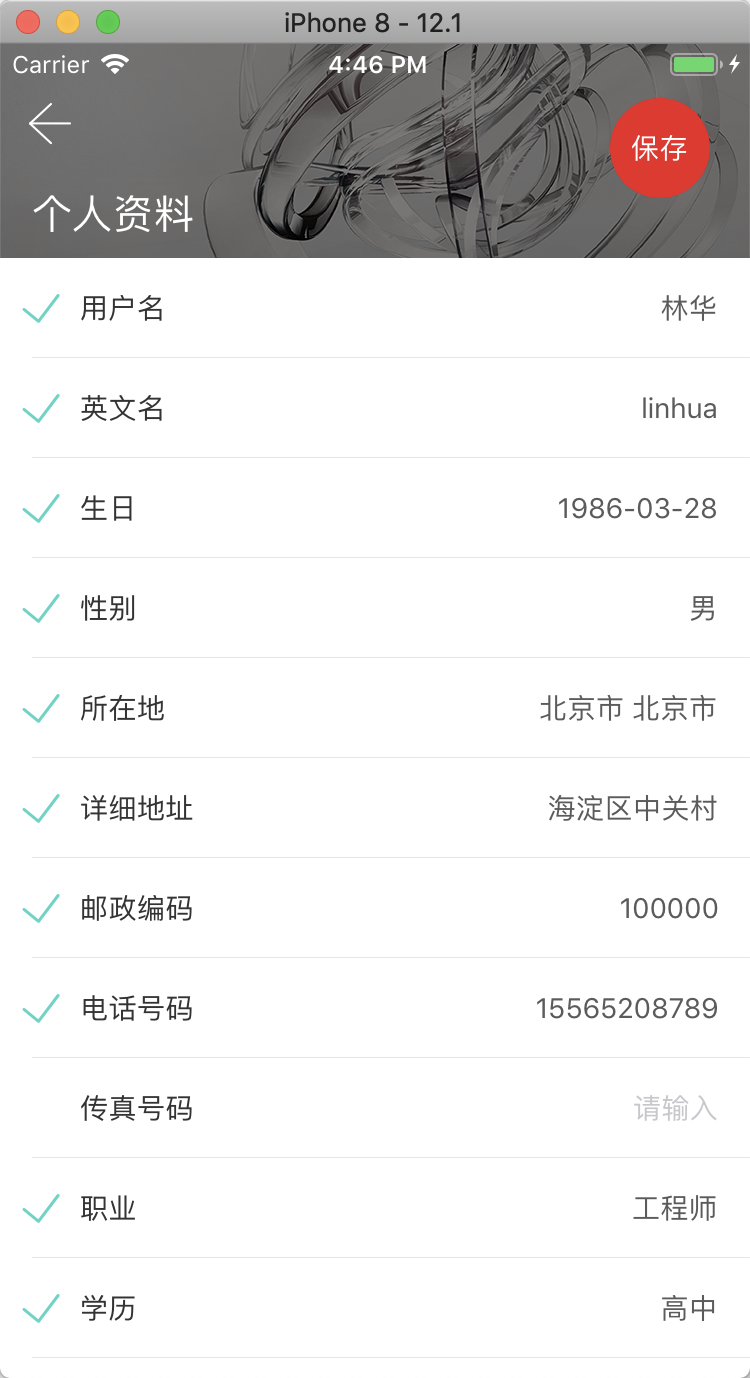 iPhone 8 - 12.1
Carrier 4:46 PM
保存
个人资料
用户名 林华
英文名 linhua
生日 1986-03-28
性别 男
所在地 北京市 北京市
详细地址 海淀区中关村
邮政编码 100000
电话号码 15565208789
传真号码 请输入
职业 工程师
学历 高中